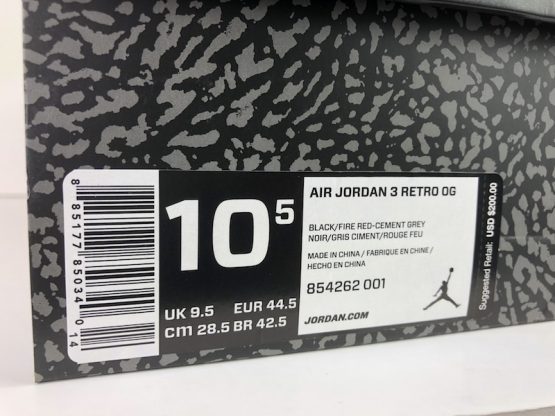 8 85177 85034 0 14
10 5
UK 9.5 EUR 44.5
cm 28.5 BR 42.5
AIR JORDAN 3 RETRO OG
BLACK/FIRE RED-CEMENT GREY
NOIR/GRIS CIMENT/ROUGE FEU
MADE IN CHINA / FABRIQUE EN CHINE /
HECHO EN CHINA
854262 001
JORDAN.COM
Suggested Retail: USD $200.00